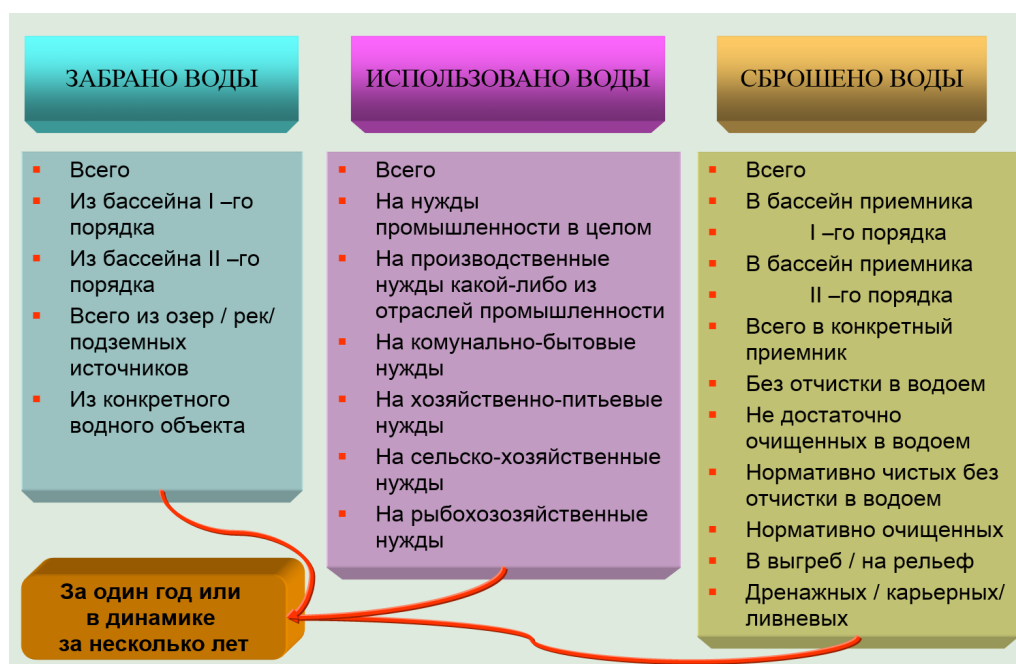 ЗАБРАНО ВОДЫ
ИСПОЛЬЗОВАНО ВОДЫ
СБРОШЕНО ВОДЫ
Всего
Из бассейна I –го
порядка
Из бассейна II –го
порядка
Всего из озер / рек/
подземных
источников
Из конкретного
водного объекта
Всего
На нужды
промышленности в целом
На производственные
нужды какой-либо из
отраслей промышленности
На комунально-бытовые
нужды
На хозяйственно-питьевые
нужды
На сельско-хозяйственные
нужды
На рыбохозозяйственные
нужды
Всего
В бассейн приемника
I –го порядка
В бассейн приемника
II –го порядка
Всего в конкретный
приемник
Без отчистки в водоем
Не достаточно
очищенных в водоем
Нормативно чистых без
отчистки в водоем
Нормативно очищенных
В выгреб / на рельеф
Дренажных / карьерных/
ливневых
За один год или
в динамике
за несколько лет